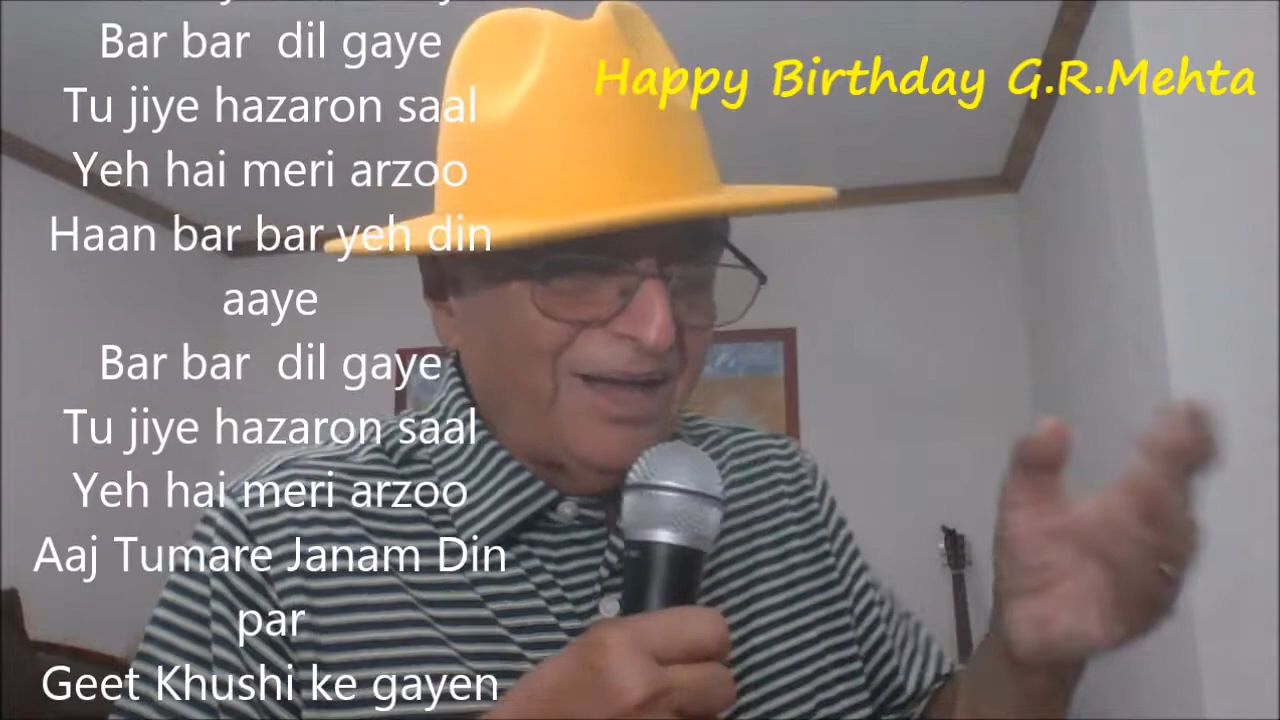 Bar bar dil gaye
Tu jiye hazaron saal
Yeh hai meri arzoo
Haan bar bar yeh din
aaye
Bar bar dil gaye
Tu jiye hazaron saal
Yeh hai meri arzoo
Aaj Tumare Janam Din
par
Geet Khushi ke gayen
Happy Birthday G.R.Mehta